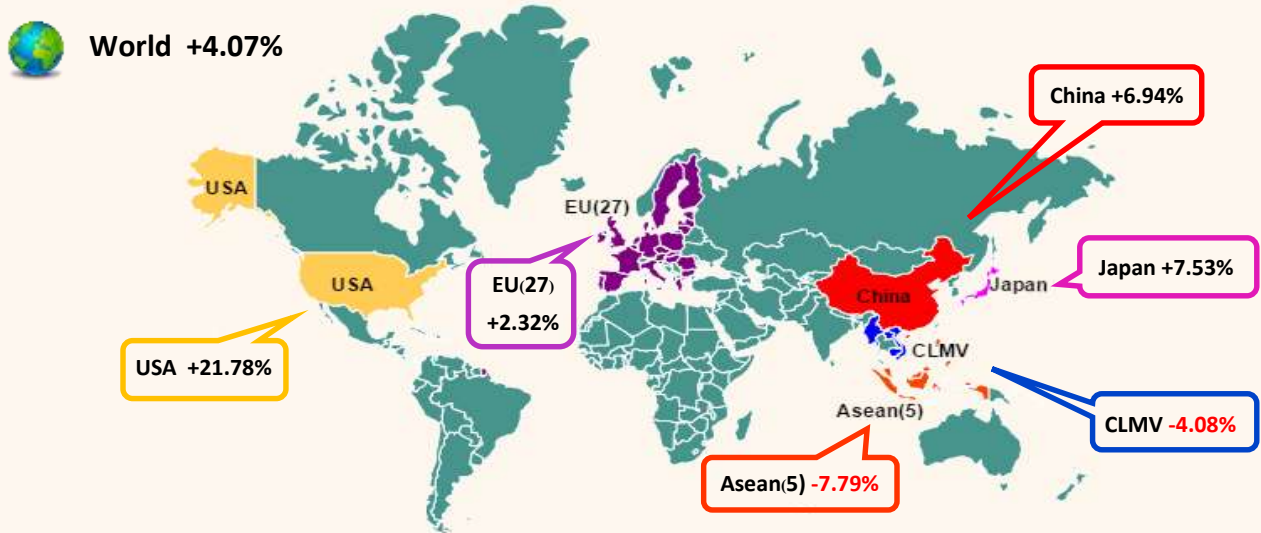 World +4.07%
China +6.94%
USA
EU(27)
Japan +7.53%
EU(27)
+2.32%
USA
China
Japan
USA +21.78%
CLMV
Asean(5)
CLMV -4.08%
Asean(5) -7.79%